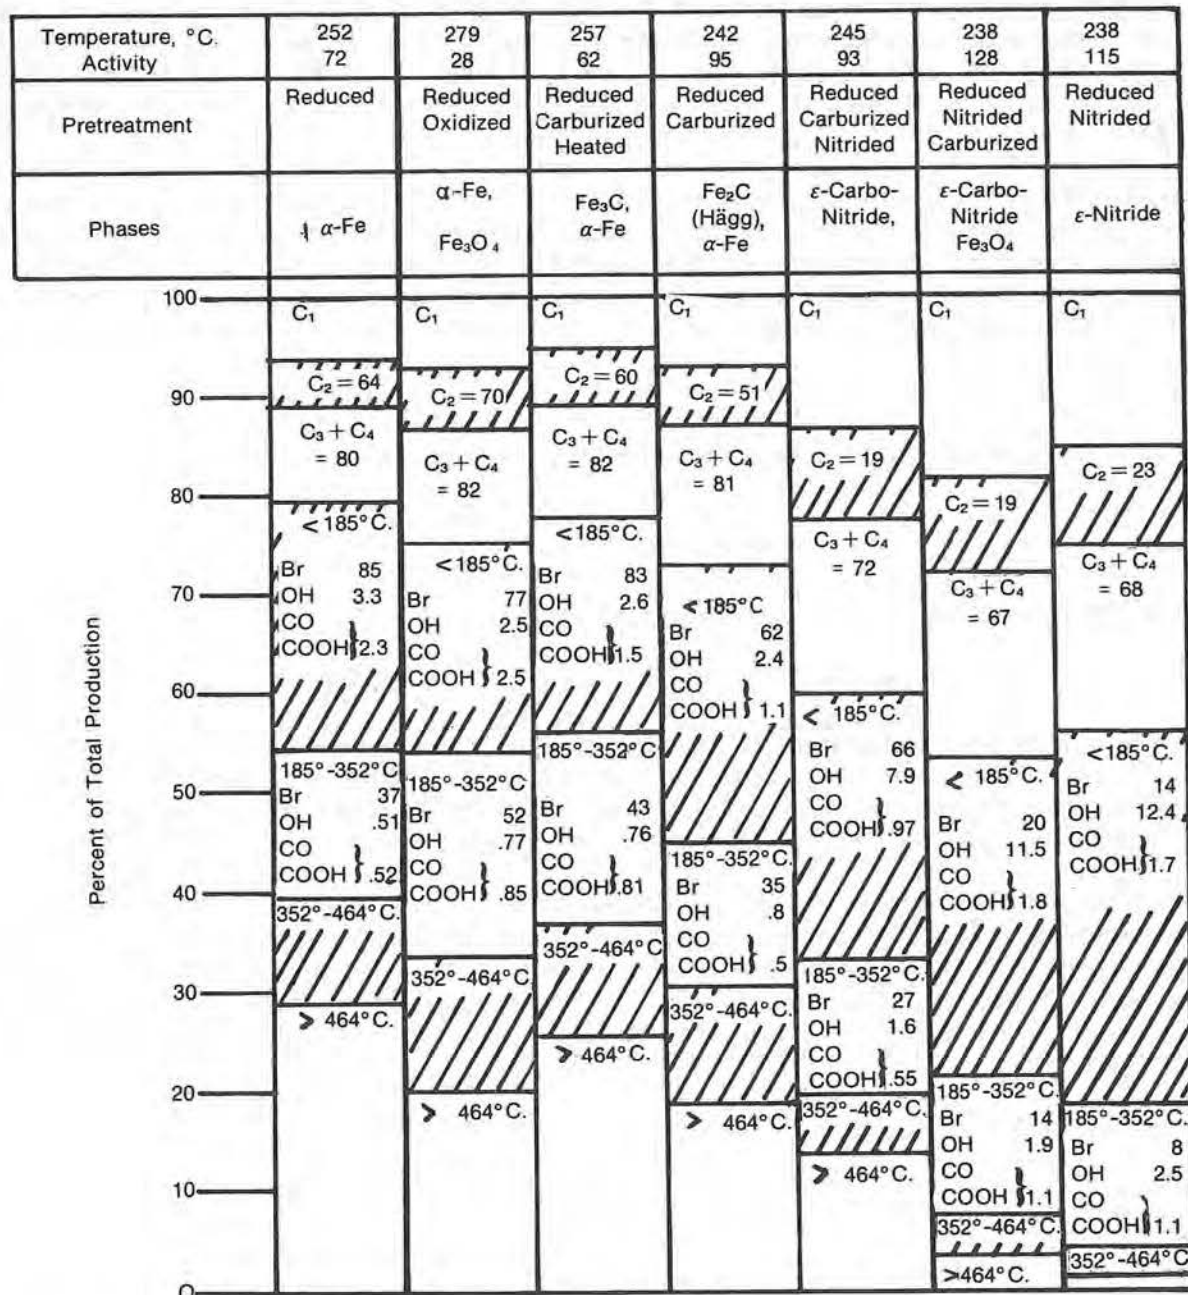 Temperature, °C. 252 279 257 242 245 238 238
Activity 72 28 62 95 93 128 115
Pretreatment
Reduced
Reduced
Oxidized
Reduced
Carburized
Heated
Reduced
Carburized
Reduced
Carburized
Nitrided
Reduced
Nitrided
Carburized
Reduced
Nitrided
Phases
α-Fe
α-Fe,
Fe₃O₄
Fe₃C,
α-Fe
Fe₂C
(Hägg),
α-Fe
ε-Carbo-
Nitride,
ε-Carbo-
Nitride
Fe₃O₄
ε-Nitride
Percent of Total Production
100
90
80
70
60
50
40
30
20
10
O
C₁
C₂=64
C₃+C₄
= 80
<185°C.
Br 85
OH 3.3
CO
COOH}2.3
185°-352°C
Br 37
OH .51
CO
COOH } .52
352°-464°C.
> 464°C.
C₁
C₂=70
C₃+C₄
= 82
<185°C.
Br 77
OH 2.5
CO
COOH } 2.5
185°-352°C
Br 52
OH .77
CO
COOH } .85
352°-464°C.
> 464°C.
C₁
C₂=60
C₃+C₄
= 82
<185°C.
Br 83
OH 2.6
CO
COOH}1.5
185°-352°C
Br 43
OH .76
CO
COOH}.81
352°-464°C
> 464°C.
C₁
C₂=51
C₃+C₄
= 81
<185°C
Br 62
OH 2.4
CO
COOH } 1.1
185°-352°C.
Br 35
OH .8
CO
COOH } .5
352°-464°C.
> 464°C.
C₁
C₂=19
C₃+C₄
= 72
< 185°C.
Br 66
OH 7.9
CO
COOH}.97
185°-352°C.
Br 27
OH 1.6
CO
COOH}.55
352°-464°C.
> 464°C.
C₁
C₂=19
C₃+C₄
= 67
< 185°C.
Br 20
OH 11.5
CO
COOH}1.8
185°-352°C.
Br 14
OH 1.9
CO
COOH }1.1
352°-464°C.
>464°C.
C₁
C₂=23
C₃+C₄
= 68
<185°C.
Br 14
OH 12.4
CO
COOH}1.7
185°-352°C.
Br 8
OH 2.5
CO
COOH}1.1
352°-464°C